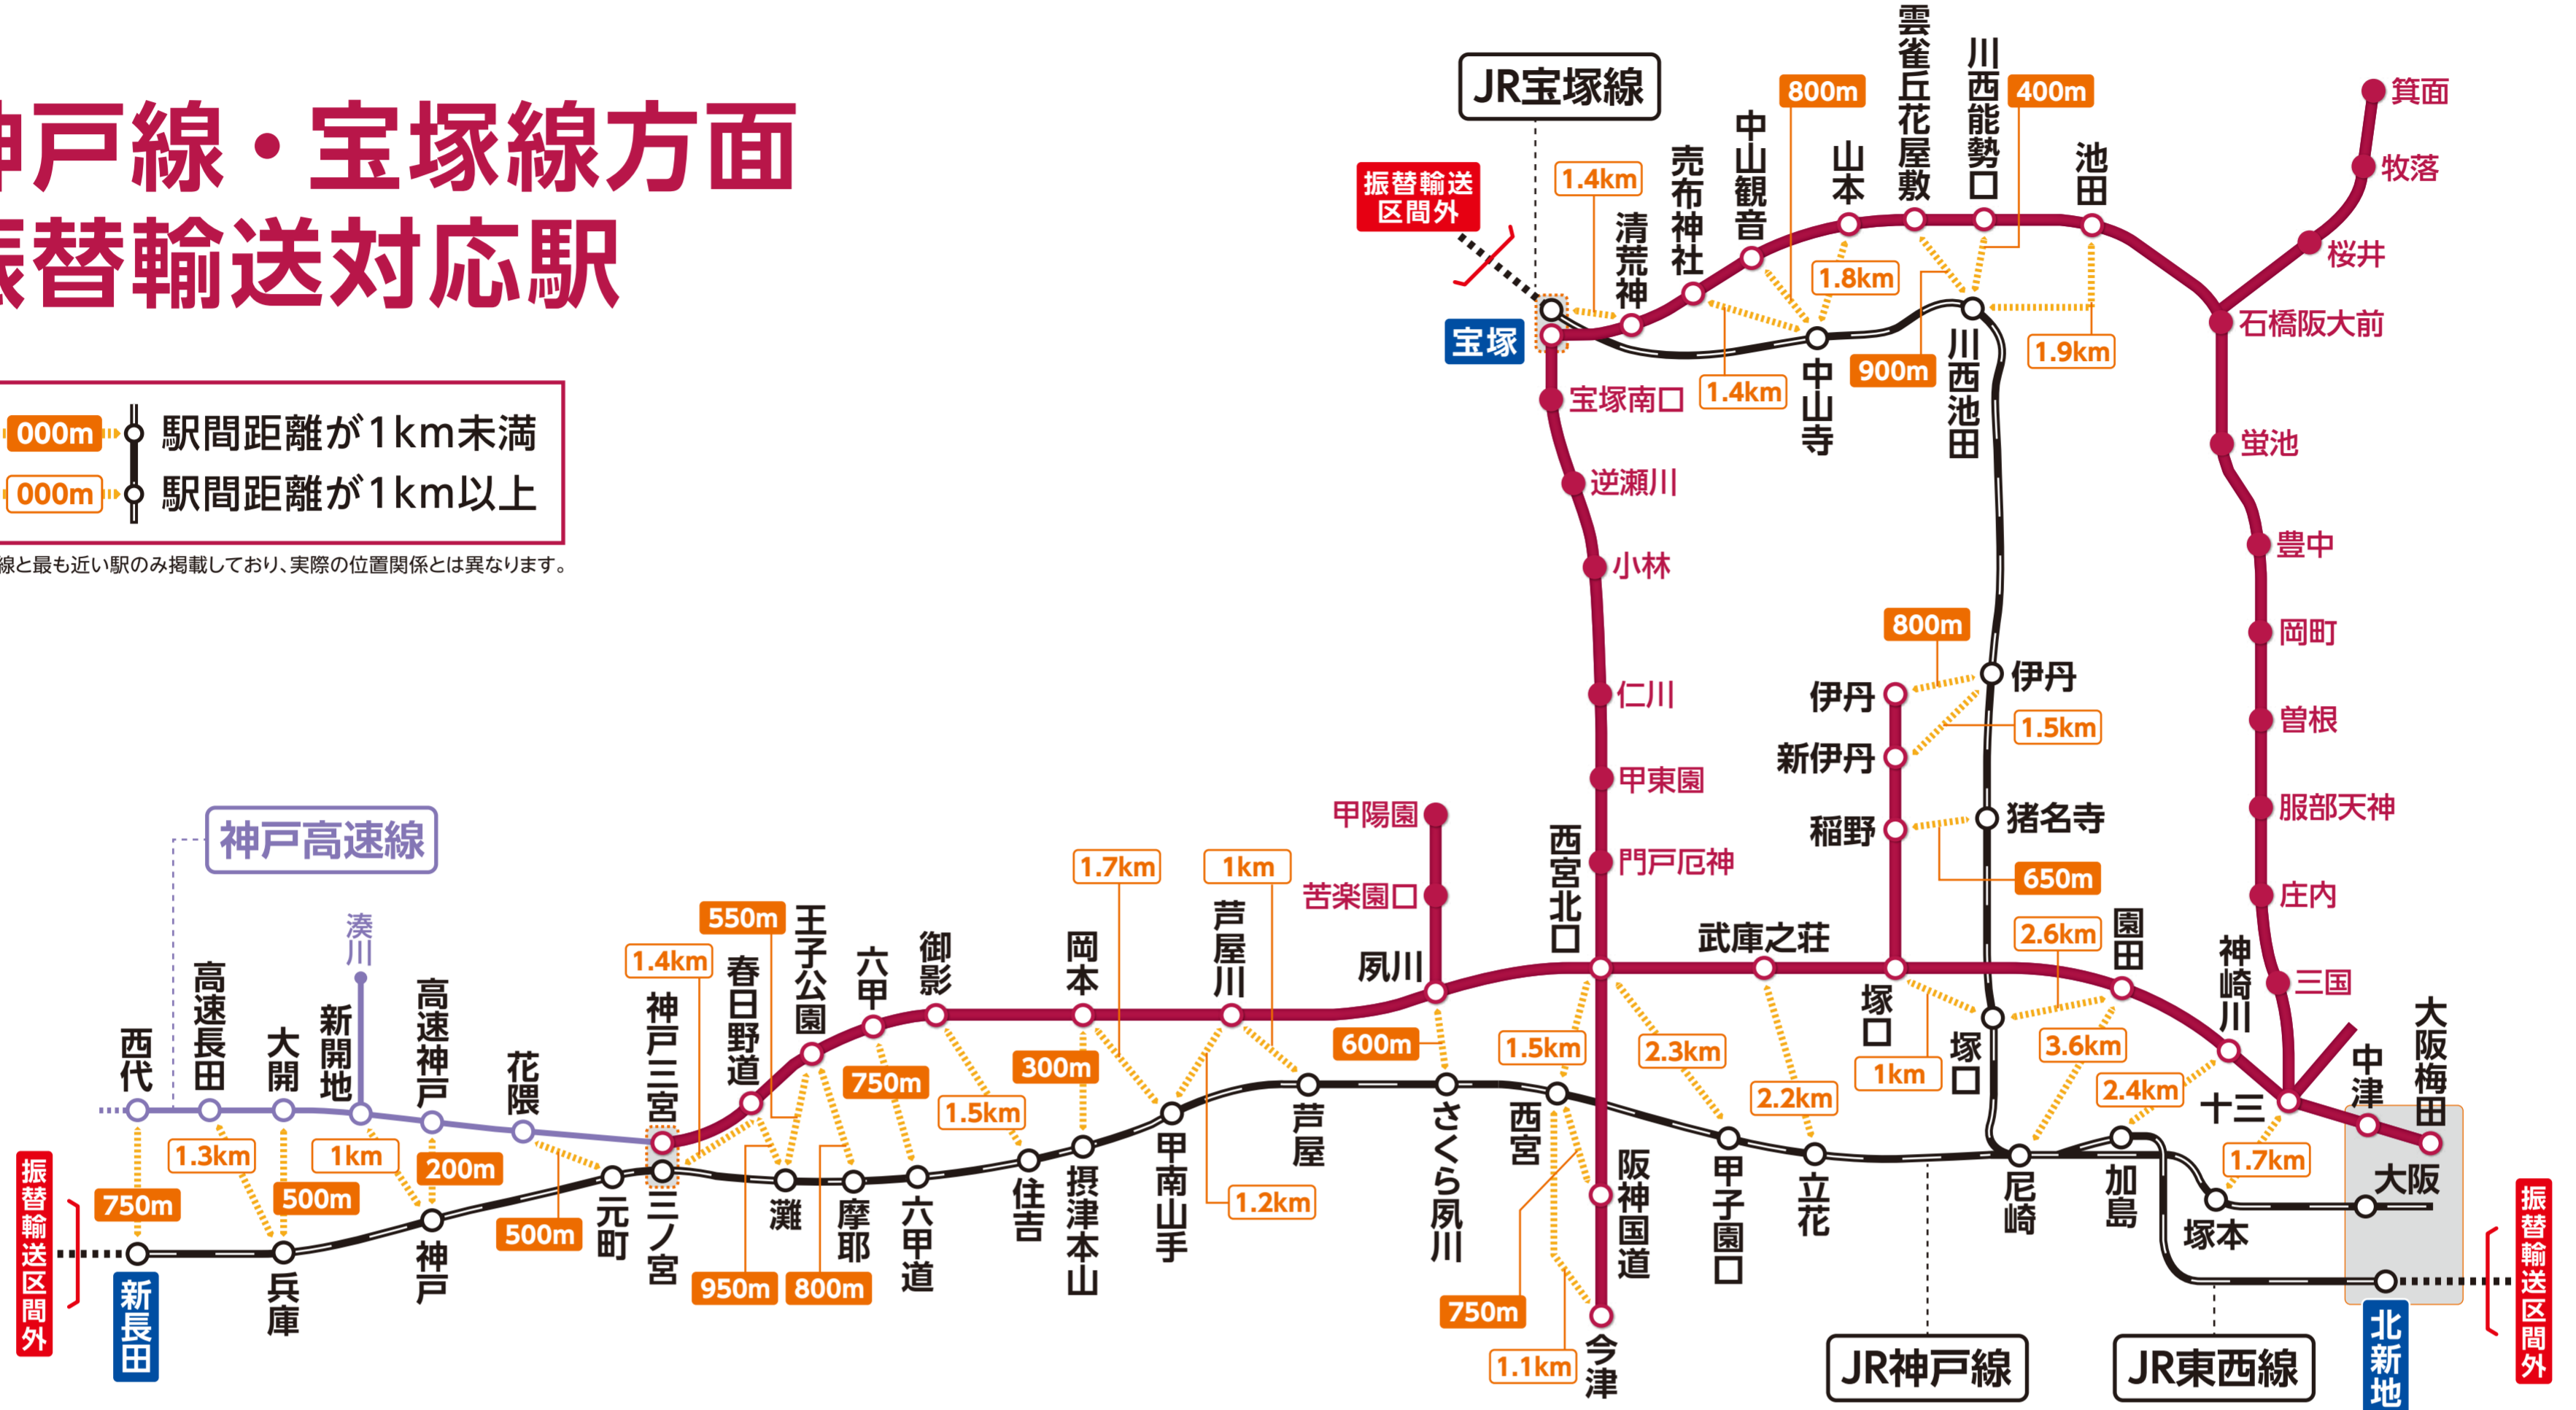 神戸線・宝塚線方面
振替輸送対応駅
000m
駅間距離が1km未満
000m
駅間距離が1km以上
線と最も近い駅のみ掲載しており、実際の位置関係とは異なります。
JR宝塚線
振替輸送
区間外
宝塚
1.4km
清荒神
売布神社
中山観音
800m
山本
1.8km
雲雀丘花屋敷
川西能勢口
400m
池田
1.4km
中山寺
900m
川西池田
1.9km
箕面
牧落
桜井
石橋阪大前
蛍池
豊中
岡町
曽根
服部天神
庄内
三国
宝塚南口
逆瀬川
小林
仁川
甲東園
門戸厄神
西宮北口
800m
伊丹
伊丹
1.5km
新伊丹
稲野
猪名寺
650m
甲陽園
苦楽園口
夙川
武庫之荘
塚口
塚口
1km
2.6km
園田
3.6km
神崎川
2.4km
十三
1.7km
中津
大阪梅田
神戸高速線
湊川
西代
高速長田
大開
新開地
高速神戸
花隈
神戸三宮
1.4km
春日野道
550m
王子公園
六甲
御影
岡本
1.7km
芦屋川
1km
750m
1.3km
500m
1km
200m
500m
950m
800m
750m
1.5km
300m
1.2km
600m
1.5km
2.3km
2.2km
750m
1.1km
振替輸送区間外
新長田
兵庫
神戸
元町
三ノ宮
灘
摩耶
六甲道
住吉
摂津本山
甲南山手
芦屋
さくら夙川
西宮
阪神国道
今津
甲子園口
立花
尼崎
加島
塚本
大阪
北新地
JR神戸線
JR東西線
振替輸送区間外